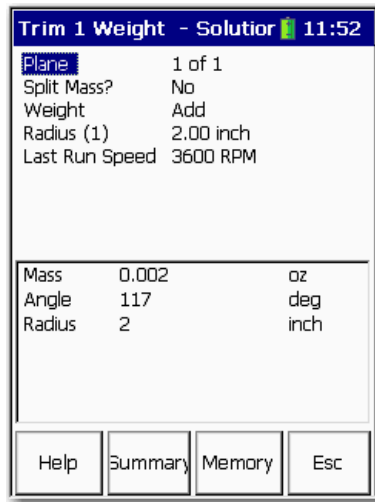 Trim 1 Weight - Solutior 11:52
Plane 1 of 1
Split Mass? No
Weight Add
Radius (1) 2.00 inch
Last Run Speed 3600 RPM
Mass 0.002 oz
Angle 117 deg
Radius 2 inch
Help Summary Memory Esc